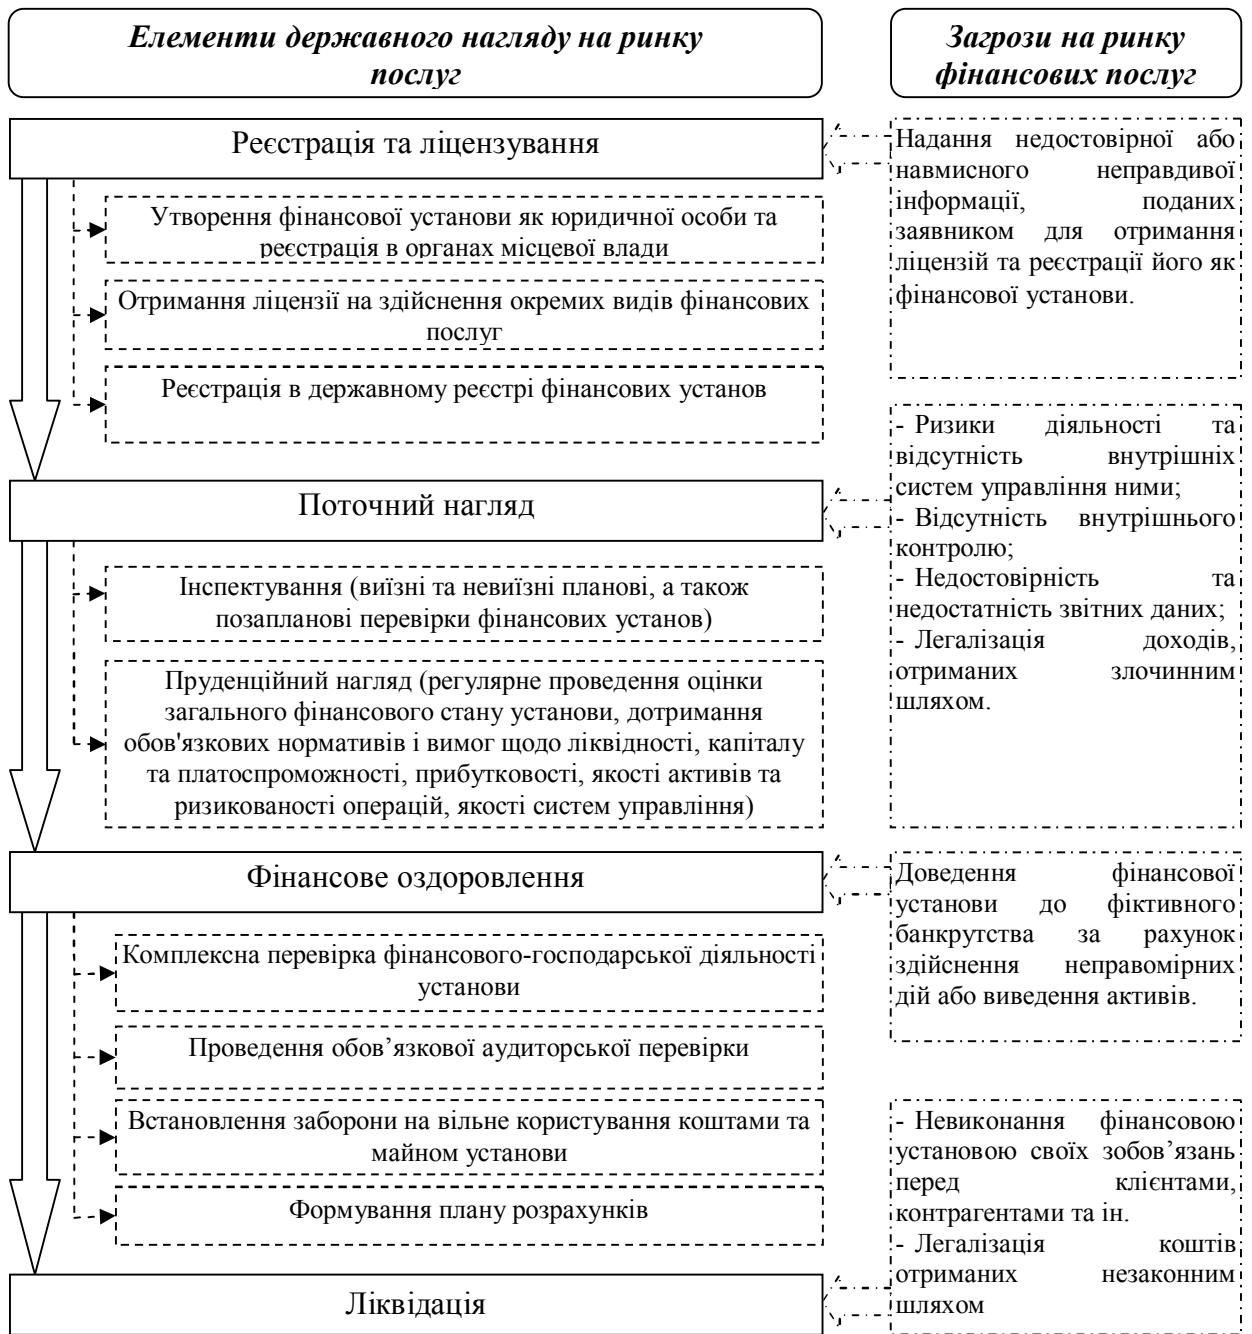 Елементи державного нагляду на ринку
послуг
Загрози на ринку
фінансових послуг
Реєстрація та ліцензування
Утворення фінансової установи як юридичної особи та
реєстрація в органах місцевої влади
Отримання ліцензії на здійснення окремих видів фінансових
послуг
Реєстрація в державному реєстрі фінансових установ
Надання недостовірної або
навмисного неправдивої
інформації, поданих
заявником для отримання
ліцензій та реєстрації його як
фінансової установи.
Поточний нагляд
Інспектування (виїзні та невиїзні планові, а також
позапланові перевірки фінансових установ)
Пруденційний нагляд (регулярне проведення оцінки
загального фінансового стану установи, дотримання
обов'язкових нормативів і вимог щодо ліквідності, капіталу
та платоспроможності, прибутковості, якості активів та
ризикованості операцій, якості систем управління)
- Ризики діяльності та
відсутність внутрішніх
систем управління ними;
- Відсутність внутрішнього
контролю;
- Недостовірність та
недостатність звітних даних;
- Легалізація доходів,
отриманих злочинним
шляхом.
Фінансове оздоровлення
Комплексна перевірка фінансового-господарської діяльності
установи
Проведення обов’язкової аудиторської перевірки
Встановлення заборони на вільне користування коштами та
майном установи
Формування плану розрахунків
Доведення фінансової
установи до фіктивного
банкрутства за рахунок
здійснення неправомірних
дій або виведення активів.
Ліквідація
- Невиконання фінансовою
установою своїх зобов’язань
перед клієнтами,
контрагентами та ін.
- Легалізація коштів
отриманих незаконним
шляхом